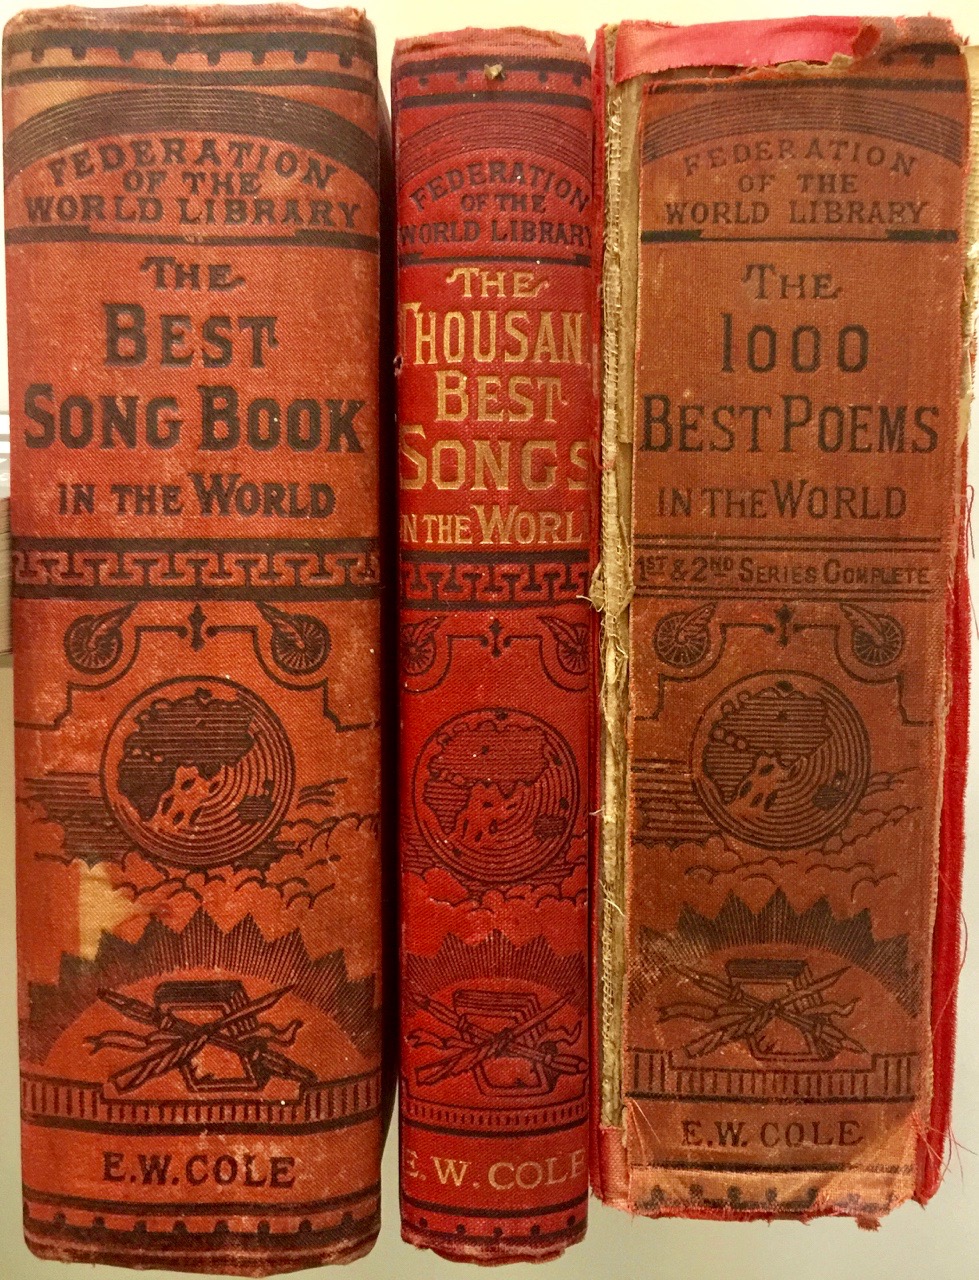 FEDERATION
OF THE
WORLD LIBRARY
THE
BEST
SONG BOOK
IN THE WORLD
E.W. COLE
FEDERATION
OF THE
WORLD LIBRARY
THE
THOUSAN
BEST
SONGS
IN THE WORL
E.W. COLE
FEDERATION
OF THE
WORLD LIBRARY
THE
1000
BEST POEMS
IN THE WORLD
1ST & 2ND SERIES COMPLETE
E.W. COLE